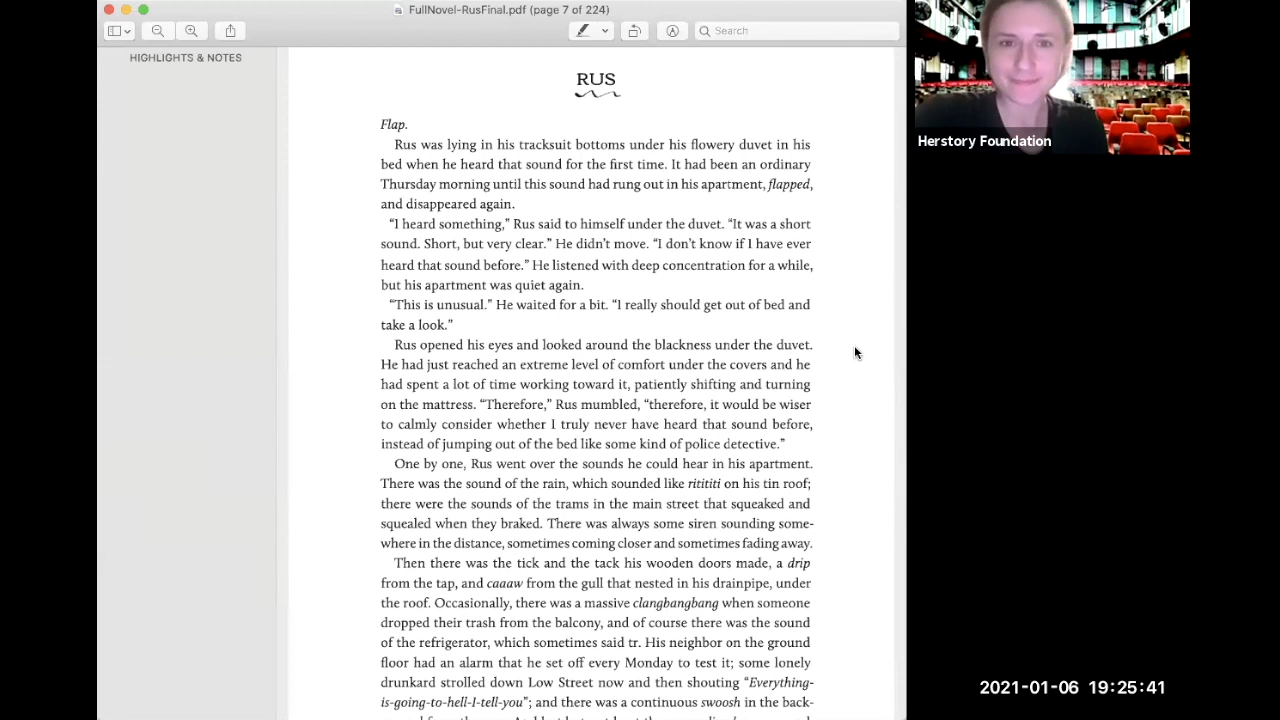 FullNovel-RusFinal.pdf (page 7 of 224)
Search
HIGHLIGHTS & NOTES
RUS
Flap.
Rus was lying in his tracksuit bottoms under his flowery duvet in his
bed when he heard that sound for the first time. It had been an ordinary
Thursday morning until this sound had rung out in his apartment, flapped,
and disappeared again.
“I heard something,” Rus said to himself under the duvet. “It was a short
sound. Short, but very clear.” He didn’t move. “I don’t know if I have ever
heard that sound before.” He listened with deep concentration for a while,
but his apartment was quiet again.
“This is unusual.” He waited for a bit. “I really should get out of bed and
take a look.”
Rus opened his eyes and looked around the blackness under the duvet.
He had just reached an extreme level of comfort under the covers and he
had spent a lot of time working toward it, patiently shifting and turning
on the mattress. “Therefore,” Rus mumbled, “therefore, it would be wiser
to calmly consider whether I truly never have heard that sound before,
instead of jumping out of the bed like some kind of police detective.”
One by one, Rus went over the sounds he could hear in his apartment.
There was the sound of the rain, which sounded like ritititi on his tin roof;
there were the sounds of the trams in the main street that squeaked and
squealed when they braked. There was always some siren sounding some-
where in the distance, sometimes coming closer and sometimes fading away.
Then there was the tick and the tack his wooden doors made, a drip
from the tap, and caaaw from the gull that nested in his drainpipe, under
the roof. Occasionally, there was a massive clangbangbang when someone
dropped their trash from the balcony, and of course there was the sound
of the refrigerator, which sometimes said tr. His neighbor on the ground
floor had an alarm that he set off every Monday to test it; some lonely
drunkard strolled down Low Street now and then shouting “Everything-
is-going-to-hell-I-tell-you”; and there was a continuous swoosh in the back-
Herstory Foundation
2021-01-06 19:25:41